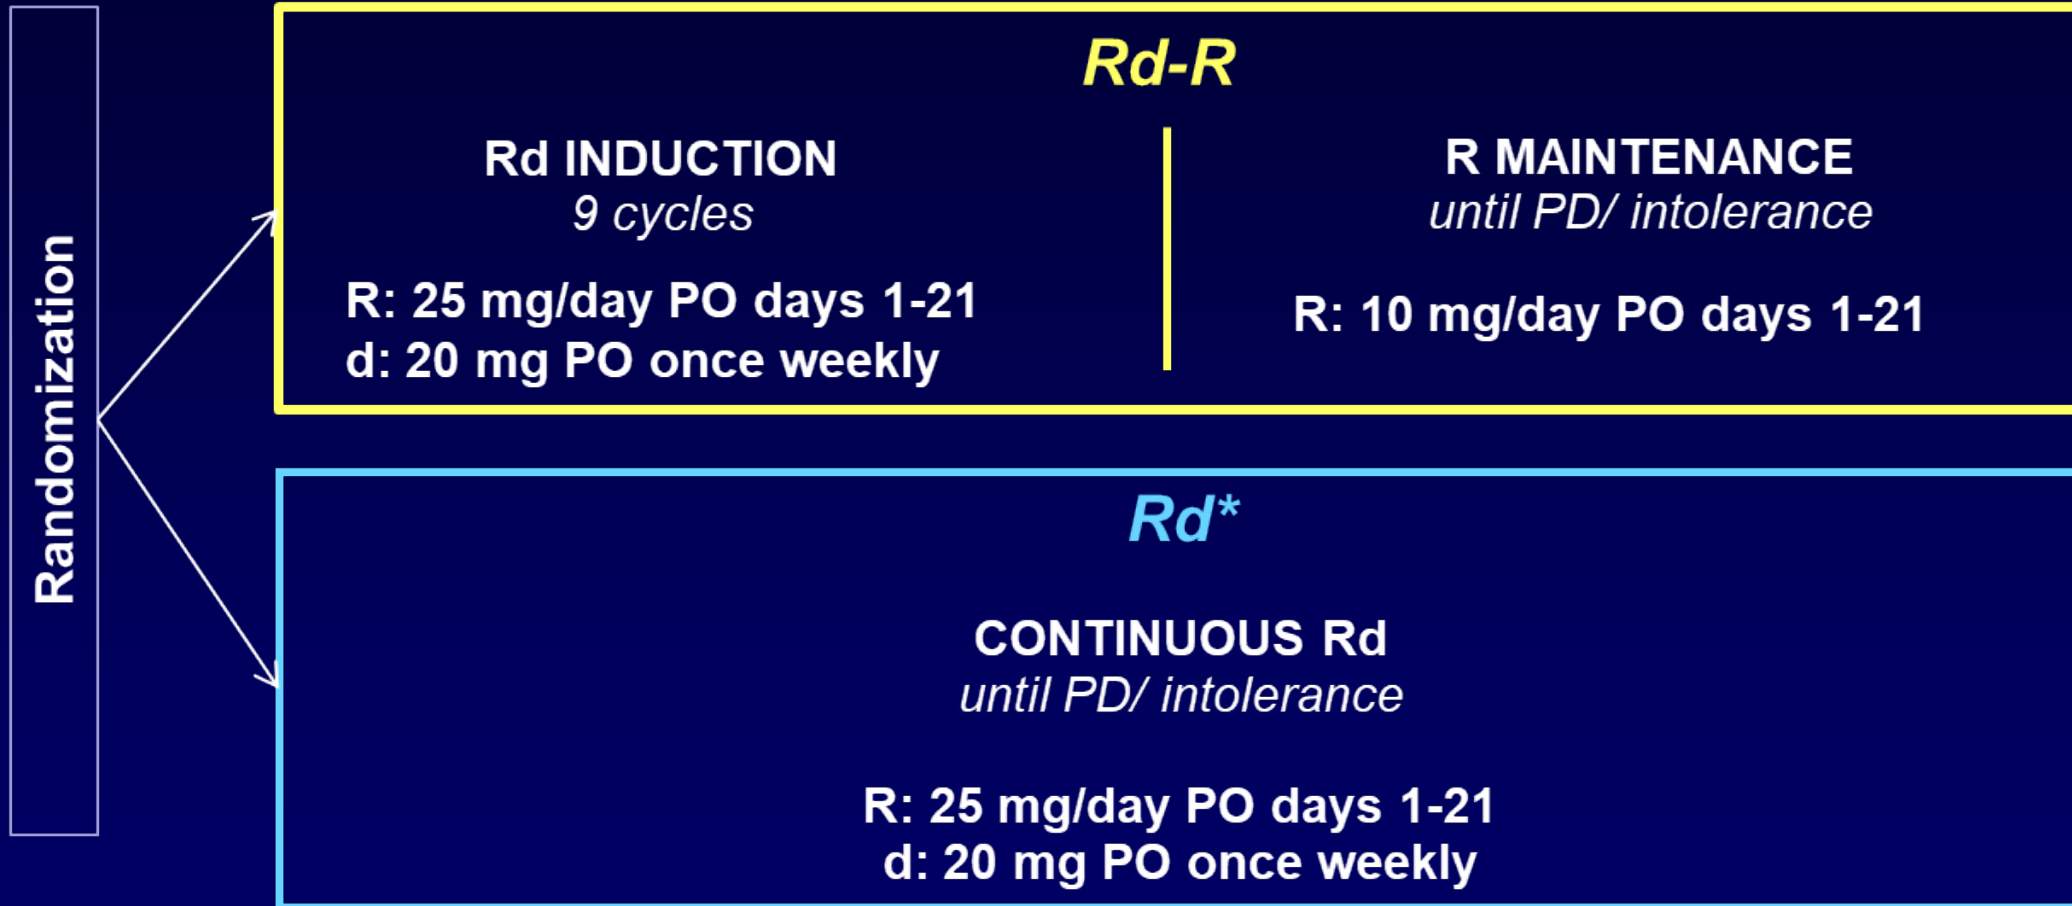 Randomization
Rd-R
Rd INDUCTION
9 cycles
R: 25 mg/day PO days 1-21
d: 20 mg PO once weekly
R MAINTENANCE
until PD/ intolerance
R: 10 mg/day PO days 1-21
Rd*
CONTINUOUS Rd
until PD/ intolerance
R: 25 mg/day PO days 1-21
d: 20 mg PO once weekly